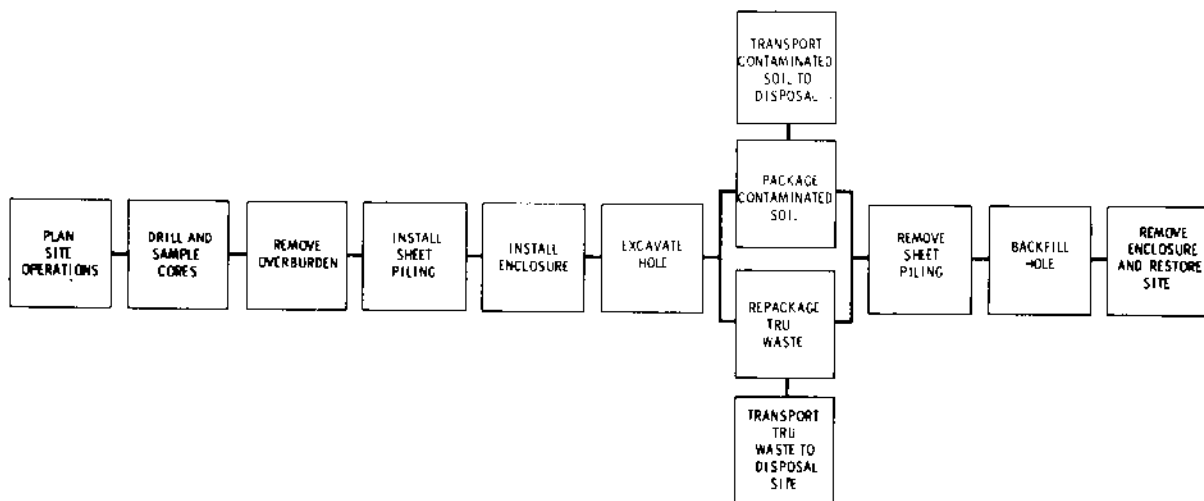 PLAN
SITE
OPERATIONS
DRILL AND
SAMPLE
CORES
REMOVE
OVERBURDEN
INSTALL
SHEET
PILING
INSTALL
ENCLOSURE
EXCAVATE
HOLE
TRANSPORT
CONTAMINATED
SOIL TO
DISPOSAL
PACKAGE
CONTAMINATED
SOIL
REPACKAGE
TRU
WASTE
TRANSPORT
TRU
WASTE TO
DISPOSAL
SITE
REMOVE
SHEET
PILING
BACKFILL
HOLE
REMOVE
ENCLOSURE
AND RESTORE
SITE